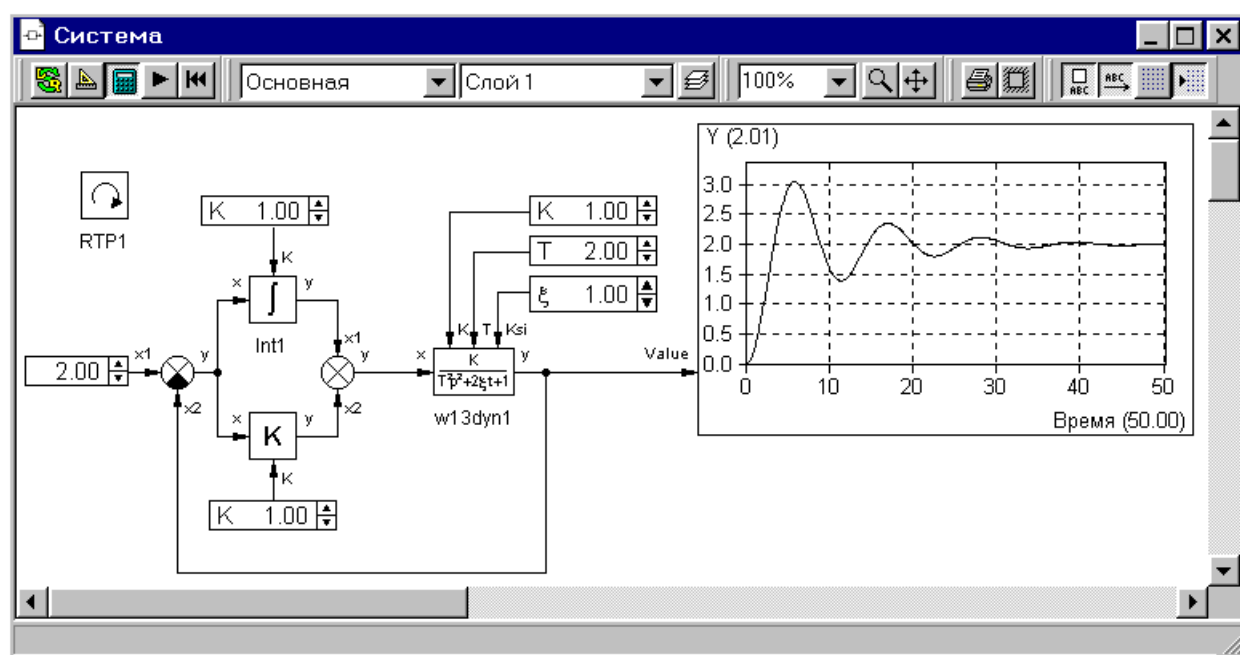 Система
Основная
Слой 1
100%
ABC
ABC
RTP1
K 1.00
K
x
y
∫
Int1
2.00
x1
y
x2
x
y
K
K
K 1.00
x1
y
x2
K 1.00
T 2.00
ξ 1.00
K T Ksi
x
y
K
T²p²+2ξt+1
w13dyn1
Value
Y (2.01)
3.0
2.5
2.0
1.5
1.0
0.5
0.0
0 10 20 30 40 50
Время (50.00)